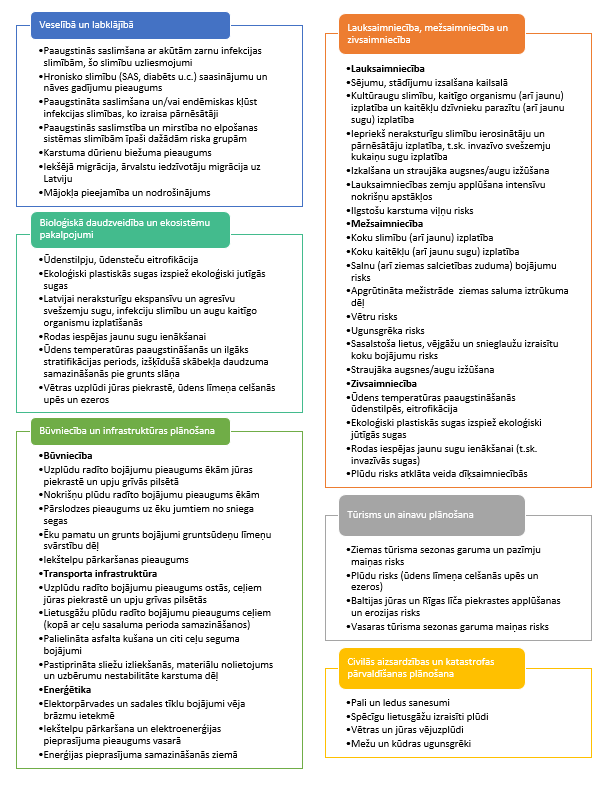 Veselībā un labklājībā
•Paaugstinās saslimšana ar akūtām zarnu infekcijas
slimībām, šo slimību uzliesmojumi
•Hronisko slimību (SAS, diabēts u.c.) saasinājumu un
nāves gadījumu pieaugums
•Paaugstināta saslimšana un/vai endēmiskas kļūst
infekcijas slimības, ko izraisa pārnēsātāji
•Paaugstinās saslimstība un mirstība no elpošanas
sistēmas slimībām īpaši dažādām riska grupām
•Karstuma dūrienu biežuma pieaugums
•Iekšējā migrācija, ārvalstu iedzīvotāju migrācija uz
Latviju
•Mājokļa pieejamība un nodrošinājums
Bioloģiskā daudzveidība un ekosistēmu
pakalpojumi
•Ūdenstilpju, ūdensteču eitrofikācija
•Ekoloģiski plastiskās sugas izspiež ekoloģiski jutīgās
sugas
•Latvijai neraksturīgu ekspansīvu un agresīvu
svešzemju sugu, infekciju slimību un augu kaitīgo
organismu izplatīšanās
•Rodas iespējas jaunu sugu ienākšanai
•Ūdens temperatūras paaugstināšanās un ilgāks
stratifikācijas periods, izšķīdušā skābekļa daudzuma
samazināšanās pie grunts slāņa
•Vētras uzplūdi jūras piekrastē, ūdens līmeņa celšanās
upēs un ezeros
Būvniecība un infrastruktūras plānošana
•Būvniecība
•Uzplūdu radīto bojājumu pieaugums ēkām jūras
piekrastē un upju grīvās pilsētā
•Nokrišņu plūdu radīto bojājumu pieaugums ēkām
•Pārslodzes pieaugums uz ēku jumtiem no sniega
segas
•Ēku pamatu un grunts bojājumi gruntsūdeņu līmeņu
svārstību dēļ
•Iekštelpu pārkaršanas pieaugums
•Transporta infrastruktūra
•Uzplūdu radīto bojājumu pieaugums ostās, ceļiem
jūras piekrastē un upju grīvas pilsētās
•Lietusgāžu plūdu radīto bojājumu pieaugums ceļiem
(kopā ar ceļu sasaluma perioda samazināšanos)
•Palielināta asfalta kušana un citi ceļu seguma
bojājumi
•Pastiprināta sliežu izliekšanās, materiālu nolietojums
un uzbērumu nestabilitāte karstuma dēļ
•Enerģētika
•Elektorpārvades un sadales tīklu bojājumi vēja
brāzmu ietekmē
•Iekštelpu pārkaršana un elektroenerģijas
pieprasījuma pieaugums vasarā
•Enerģijas pieprasījuma samazināšanās ziemā
Lauksaimniecība, mežsaimniecība un
zivsaimniecība
•Lauksaimniecība
•Sējumu, stādījumu izsalšana kailsalā
•Kultūraugu slimību, kaitīgo organismu (arī jaunu)
izplatība un kaitēkļu dzīvnieku parazītu (arī jaunu
sugu) izplatība
•Iepriekš neraksturīgu slimību ierosinātāju un
pārnēsātāju izplatība, t.sk. invazīvo svešzemju
kukaiņu sugu izplatība
•Izkalšana un straujāka augsnes/augu izžūšana
•Lauksaimniecības zemju applūšana intensīvu
nokrišņu apstākļos
•Ilgstošu karstuma viļņu risks
•Mežsaimniecība
•Koku slimību (arī jaunu) izplatība
•Koku kaitēkļu (arī jaunu sugu) izplatība
•Salnu (arī ziemas salcietības zuduma) bojājumu
risks
•Apgrūtināta mežistrāde ziemas saluma iztrūkuma
dēļ
•Vētru risks
•Ugunsgrēka risks
•Sasalstoša lietus, vējgāžu un snieglaužu izraisītu
koku bojājumu risks
•Straujāka augsnes/augu izžūšana
•Zivsaimniecība
•Ūdens temperatūras paaugstināšanās
ūdenstilpēs, eitrofikācija
•Ekoloģiski plastiskās sugas izspiež ekoloģiski
jūtīgās sugas
•Rodas iespējas jaunu sugu ienākšanai (t.sk.
invazīvās sugas)
•Plūdu risks atklāta veida dīķsaimniecībās
Tūrisms un ainavu plānošana
•Ziemas tūrisma sezonas garuma un pazīmju
maiņas risks
•Plūdu risks (ūdens līmeņa celšanās upēs un
ezeros)
•Baltijas jūras un Rīgas līča piekrastes applūšanas
un erozijas risks
•Vasaras tūrisma sezonas garuma maiņas risks
Civilās aizsardzības un katastrofas
pārvaldīšanas plānošana
•Pali un ledus sanesumi
•Spēcīgu lietusgāžu izraisīti plūdi
•Vētras un jūras vējuzplūdi
•Mežu un kūdras ugunsgrēki